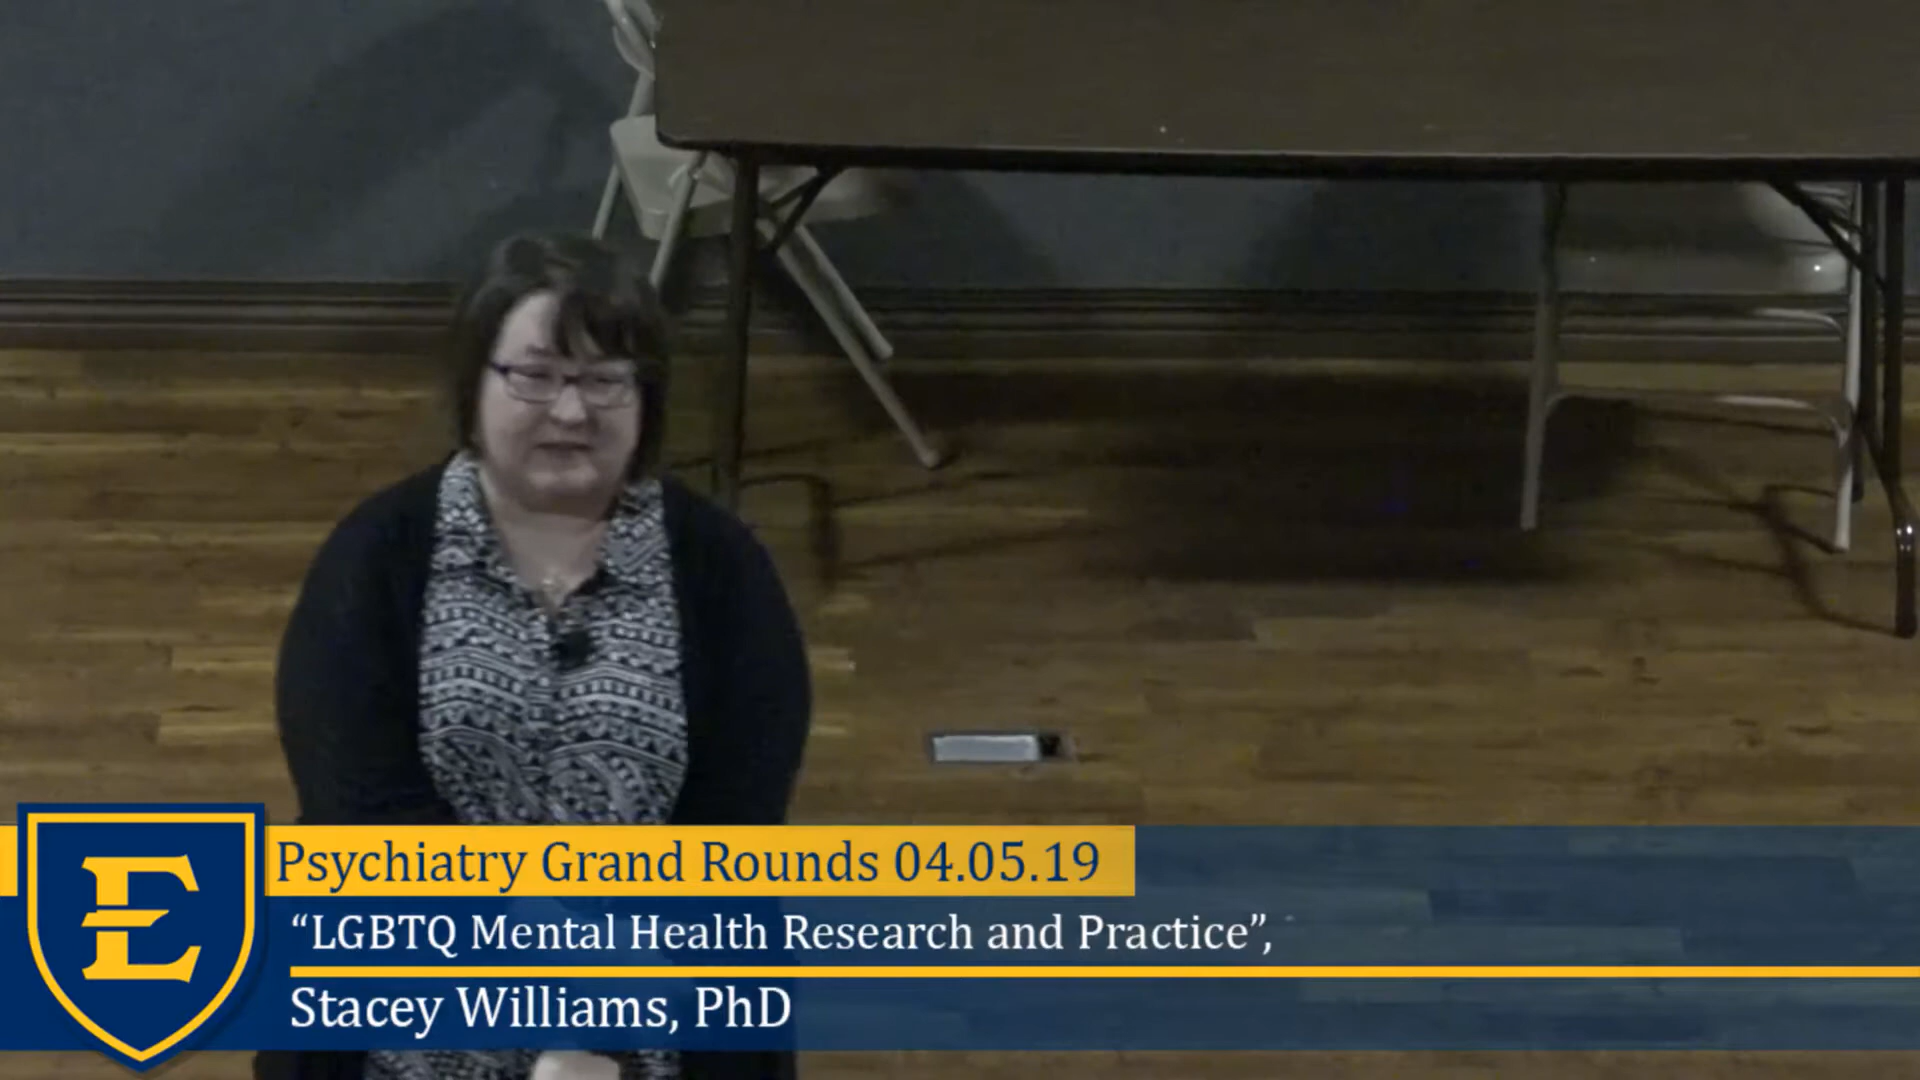 E
Psychiatry Grand Rounds 04.05.19
“LGBTQ Mental Health Research and Practice”,
Stacey Williams, PhD